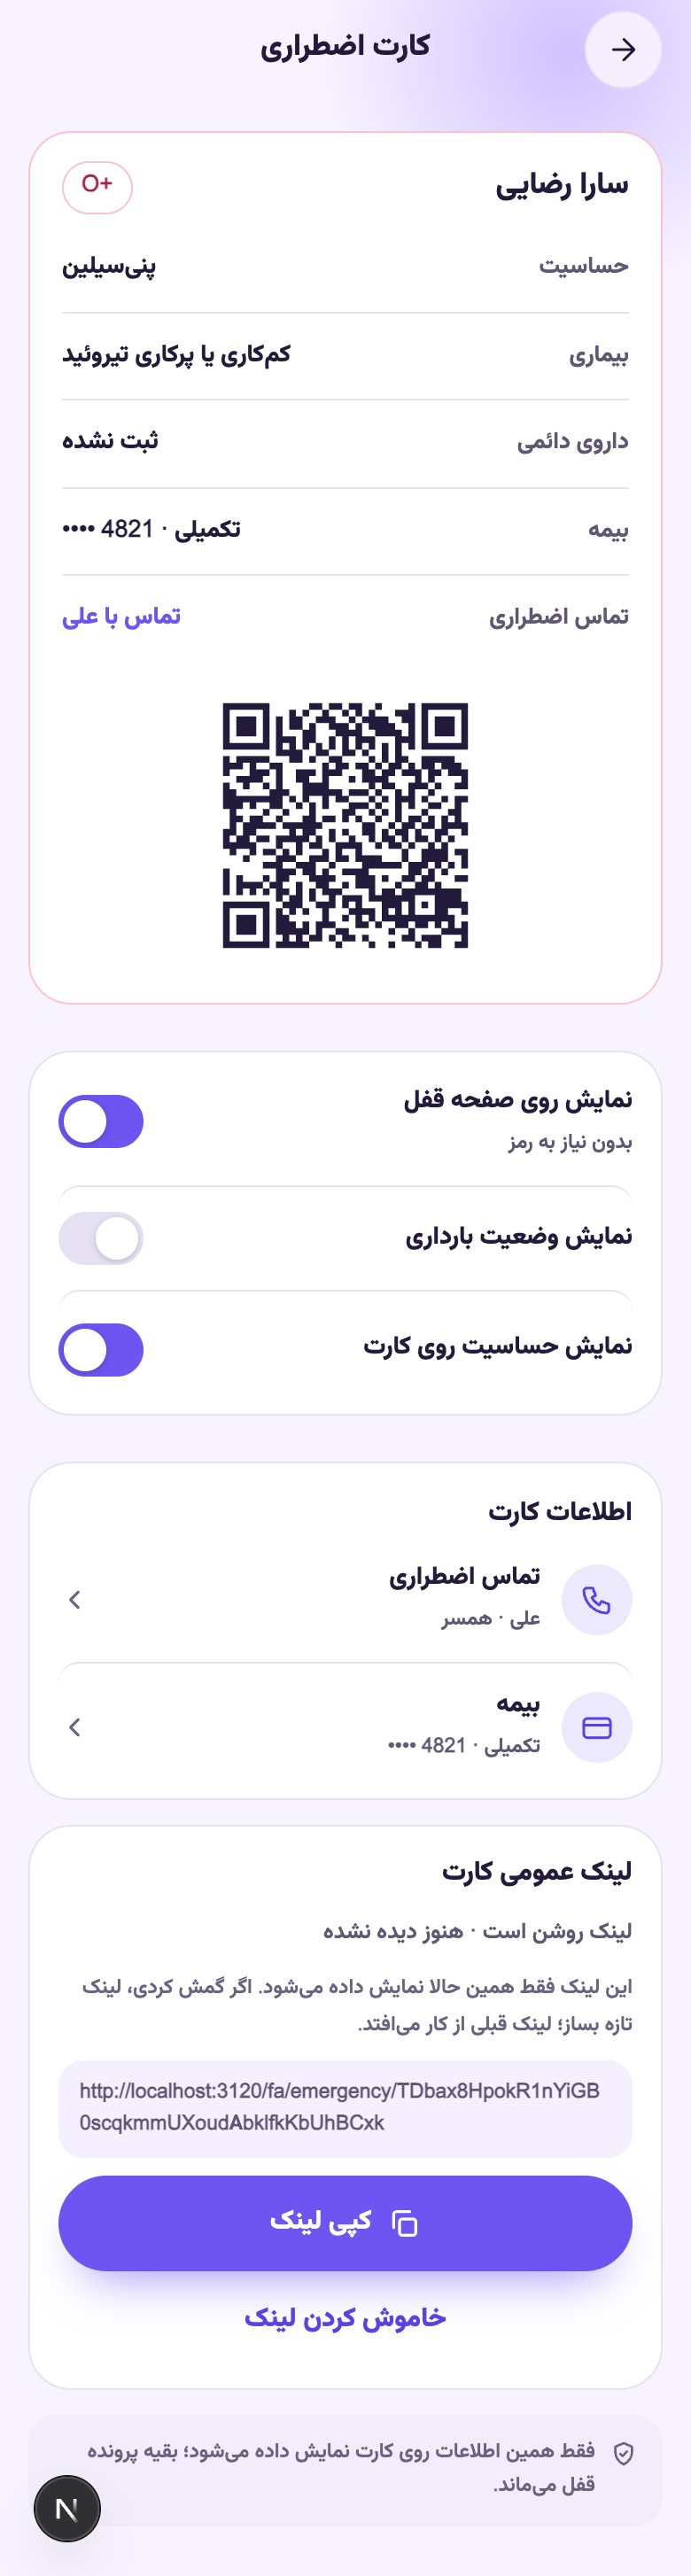 کارت اضطراری
سارا رضایی
O+
حساسیت
پنی‌سیلین
بیماری
کم‌کاری یا پرکاری تیروئید
داروی دائمی
ثبت نشده
بیمه
تکمیلی · 4821 ••••
تماس اضطراری
تماس با علی
نمایش روی صفحه قفل
بدون نیاز به رمز
نمایش وضعیت بارداری
نمایش حساسیت روی کارت
اطلاعات کارت
تماس اضطراری
علی · همسر
بیمه
تکمیلی · 4821 ••••
لینک عمومی کارت
لینک روشن است · هنوز دیده نشده
این لینک فقط همین حالا نمایش داده می‌شود. اگر گمش کردی، لینک
تازه بساز؛ لینک قبلی از کار می‌افتد.
http://localhost:3120/fa/emergency/TDbax8HpokR1nYiGB
0scqkmmUXoudAbklfkKbUhBCxk
کپی لینک
خاموش کردن لینک
فقط همین اطلاعات روی کارت نمایش داده می‌شود؛ بقیه پرونده
قفل می‌ماند.
N